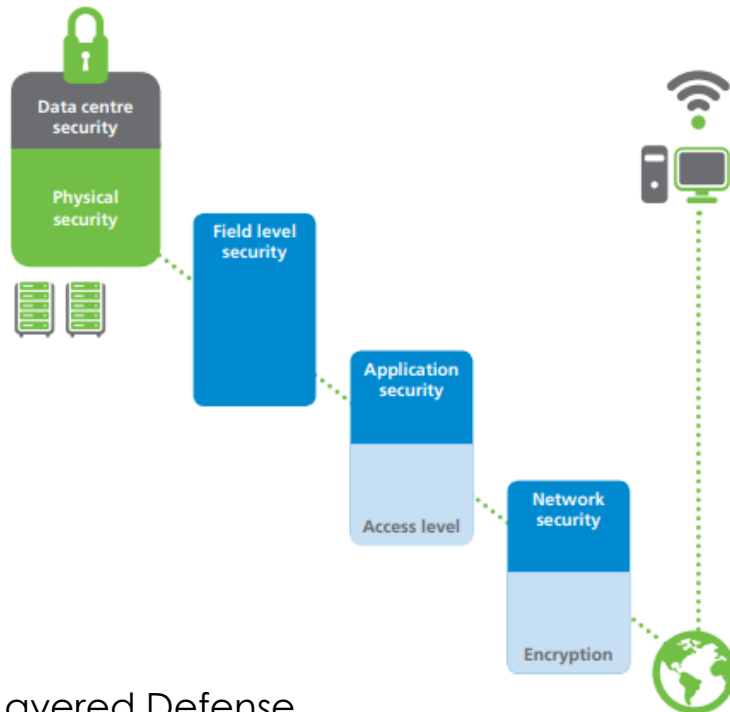 Data centre
security
Physical
security
Field level
security
Application
security
Access level
Network
security
Encryption
ayered Defense